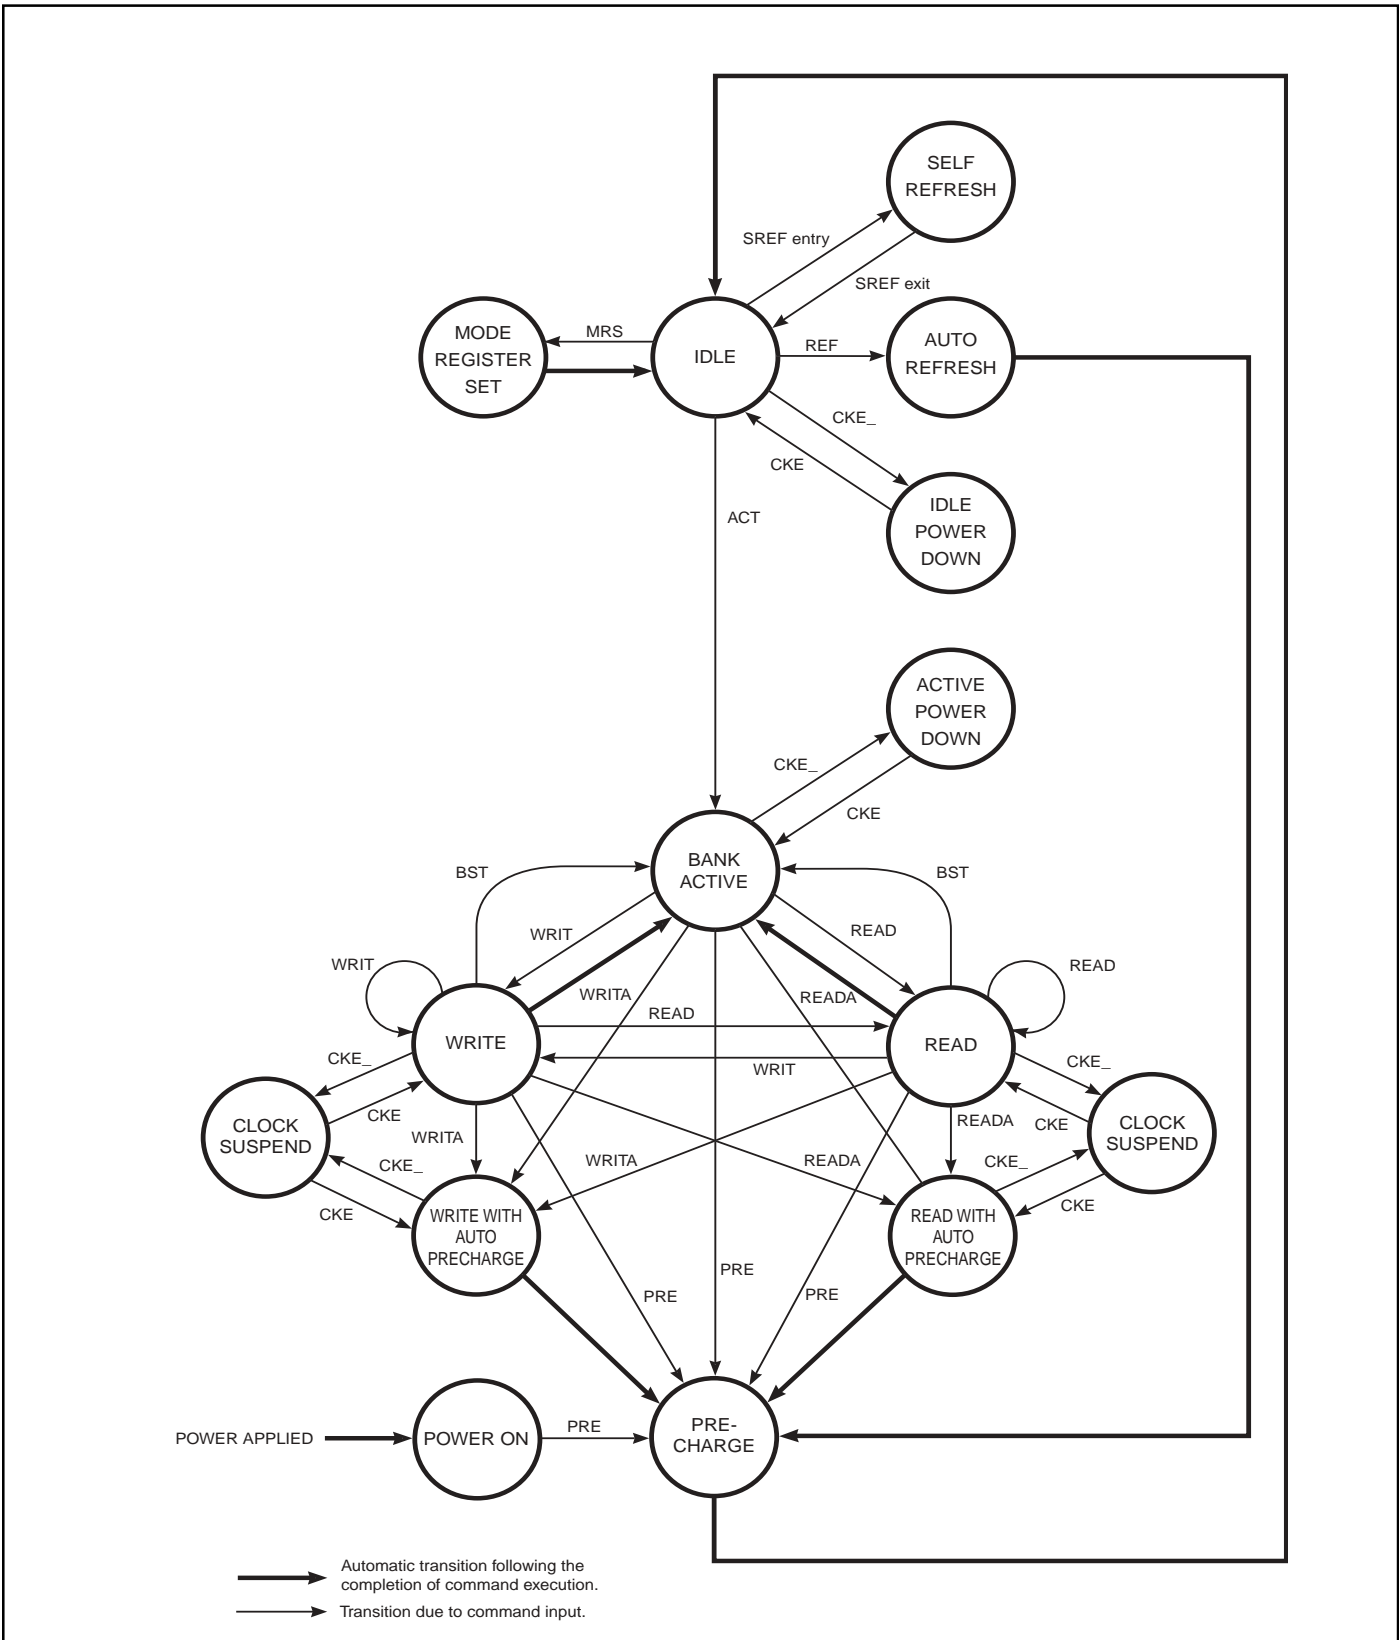 SELF
REFRESH
SREF entry
SREF exit
MODE
REGISTER
SET
MRS
IDLE
REF
AUTO
REFRESH
CKE_
CKE
IDLE
POWER
DOWN
ACT
ACTIVE
POWER
DOWN
CKE_
CKE
BANK
ACTIVE
BST
BST
WRIT
READ
WRIT
READ
WRITA
READA
READ
WRITE
READ
WRIT
CKE_
CKE_
CLOCK
SUSPEND
CKE
CKE
CLOCK
SUSPEND
WRITA
READA
CKE_
WRITA
READA
CKE_
CKE
CKE
WRITE WITH
AUTO
PRECHARGE
READ WITH
AUTO
PRECHARGE
PRE
PRE
PRE
POWER APPLIED
POWER ON
PRE
PRE-
CHARGE
Automatic transition following the
completion of command execution.
Transition due to command input.